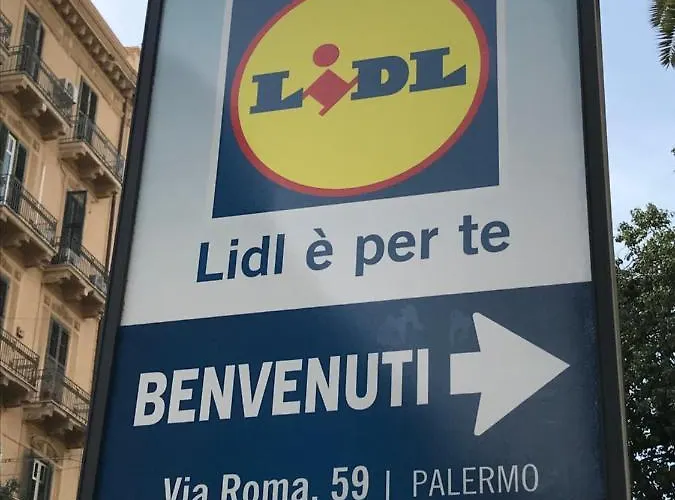 LIDL
Lidl è per te
BENVENUTI
Via Roma, 59 | PALERMO